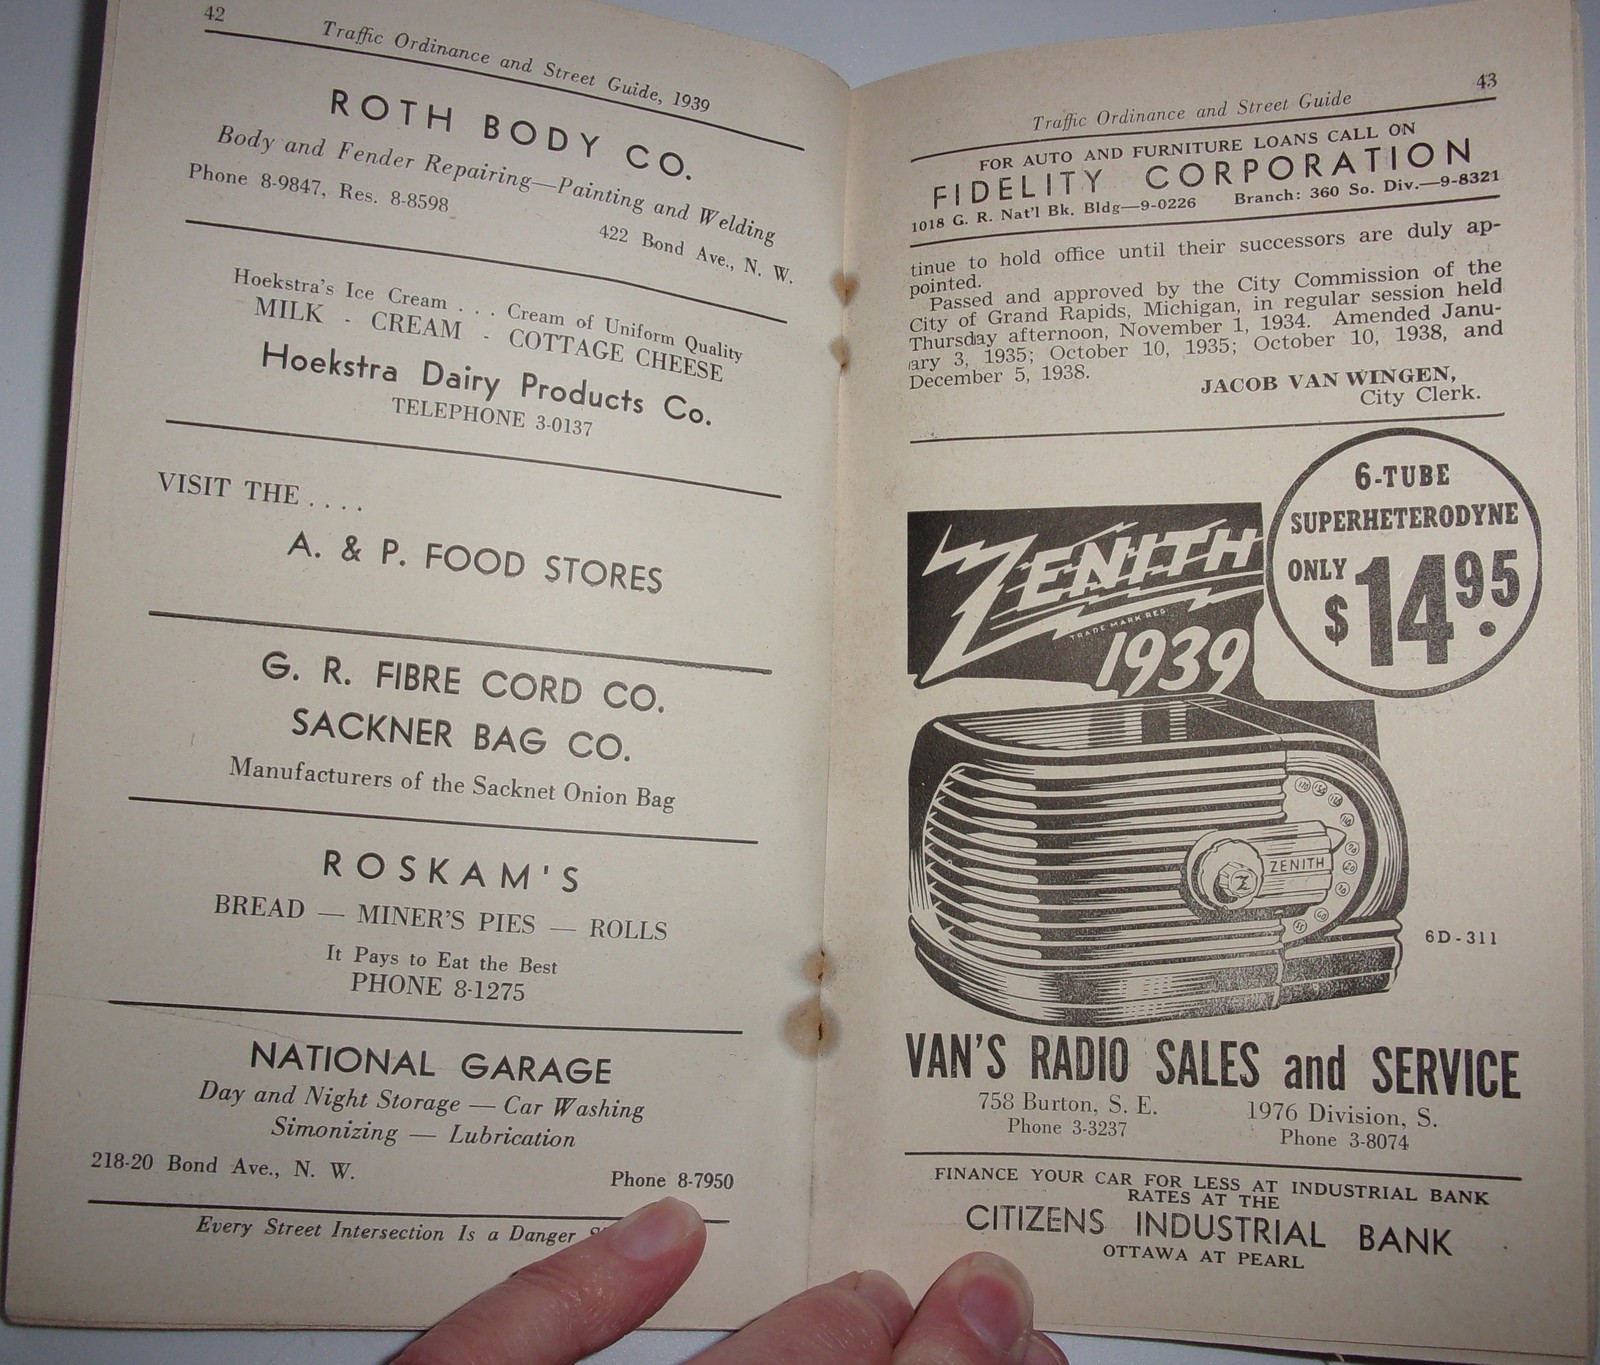 42
Traffic Ordinance and Street Guide, 1939
ROTH BODY CO.
Body and Fender Repairing—Painting and Welding
Phone 8-9847, Res. 8-8598
422 Bond Ave., N. W.
Hoekstra's Ice Cream . . . Cream of Uniform Quality
MILK - CREAM - COTTAGE CHEESE
Hoekstra Dairy Products Co.
TELEPHONE 3-0137
VISIT THE . . . .
A. & P. FOOD STORES
G. R. FIBRE CORD CO.
SACKNER BAG CO.
Manufacturers of the Sacknet Onion Bag
ROSKAM'S
BREAD — MINER'S PIES — ROLLS
It Pays to Eat the Best
PHONE 8-1275
NATIONAL GARAGE
Day and Night Storage — Car Washing
Simonizing — Lubrication
218-20 Bond Ave., N. W.
Phone 8-7950
Every Street Intersection Is a Danger
Traffic Ordinance and Street Guide
43
FOR AUTO AND FURNITURE LOANS CALL ON
FIDELITY CORPORATION
1018 G. R. Nat'l Bk. Bldg—9-0226 Branch: 360 So. Div.—9-8321
tinue to hold office until their successors are duly ap-
pointed.
Passed and approved by the City Commission of the
City of Grand Rapids, Michigan, in regular session held
Thursday afternoon, November 1, 1934. Amended Janu-
ary 3, 1935; October 10, 1935; October 10, 1938, and
December 5, 1938.
JACOB VAN WINGEN,
City Clerk.
6-TUBE
SUPERHETERODYNE
ONLY
$14.95
ZENITH
TRADE MARK REG.
1939
ZENITH
Z
6D-311
VAN'S RADIO SALES and SERVICE
758 Burton, S. E.
Phone 3-3237
1976 Division, S.
Phone 3-8074
FINANCE YOUR CAR FOR LESS AT INDUSTRIAL BANK
RATES AT THE
CITIZENS INDUSTRIAL BANK
OTTAWA AT PEARL